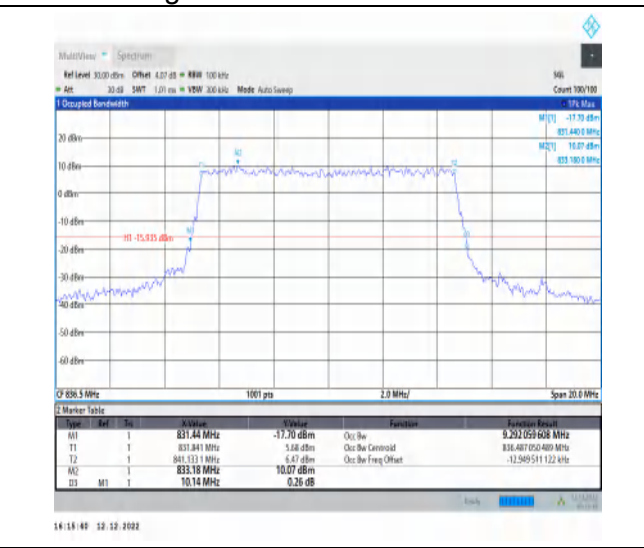 MultiView Spectrum
Ref Level 30.00 dBm Offset 4.07 dB RBW 100 kHz SGL
Att 30 dB SWT 1.01 ms VBW 300 kHz Mode Auto Sweep Count 100/100
1 Occupied Bandwidth 1Pk Max
M1[1] -17.70 dBm
831.440 0 MHz
M2[1] 10.07 dBm
833.180 0 MHz
20 dBm
M2
10 dBm
T1
T2
0 dBm
-10 dBm
M1
H1 -15.935 dBm
-20 dBm
-30 dBm
-40 dBm
-50 dBm
-60 dBm
CF 836.5 MHz 1001 pts 2.0 MHz/ Span 20.0 MHz
2 Marker Table
Type Ref Trc X-Value Y-Value Function Function Result
M1 1 831.44 MHz -17.70 dBm Occ Bw 9.292 059 608 MHz
T1 1 831.841 MHz 5.68 dBm Occ Bw Centroid 836.487 050 489 MHz
T2 1 841.133 1 MHz 6.47 dBm Occ Bw Freq Offset -12.949 511 122 kHz
M2 1 833.18 MHz 10.07 dBm
D3 M1 1 10.14 MHz 0.26 dB
Ready
16:15:40 12.12.2022